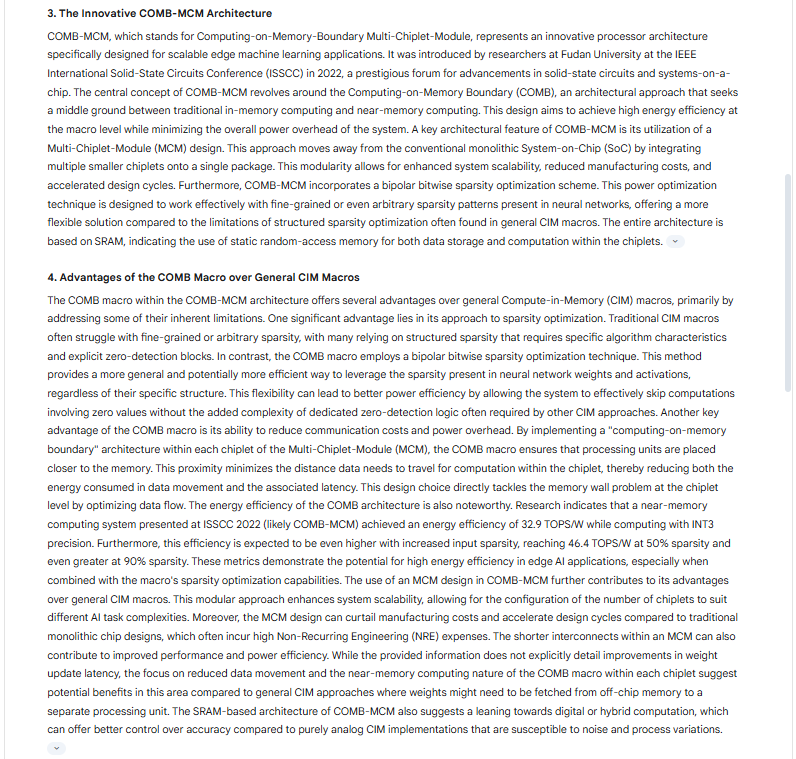 3. The Innovative COMB-MCM Architecture
COMB-MCM, which stands for Computing-on-Memory-Boundary Multi-Chiplet-Module, represents an innovative processor architecture
specifically designed for scalable edge machine learning applications. It was introduced by researchers at Fudan University at the IEEE
International Solid-State Circuits Conference (ISSCC) in 2022, a prestigious forum for advancements in solid-state circuits and systems-on-a-
chip. The central concept of COMB-MCM revolves around the Computing-on-Memory Boundary (COMB), an architectural approach that seeks
a middle ground between traditional in-memory computing and near-memory computing. This design aims to achieve high energy efficiency at
the macro level while minimizing the overall power overhead of the system. A key architectural feature of COMB-MCM is its utilization of a
Multi-Chiplet-Module (MCM) design. This approach moves away from the conventional monolithic System-on-Chip (SoC) by integrating
multiple smaller chiplets onto a single package. This modularity allows for enhanced system scalability, reduced manufacturing costs, and
accelerated design cycles. Furthermore, COMB-MCM incorporates a bipolar bitwise sparsity optimization scheme. This power optimization
technique is designed to work effectively with fine-grained or even arbitrary sparsity patterns present in neural networks, offering a more
flexible solution compared to the limitations of structured sparsity optimization often found in general CIM macros. The entire architecture is
based on SRAM, indicating the use of static random-access memory for both data storage and computation within the chiplets.
4. Advantages of the COMB Macro over General CIM Macros
The COMB macro within the COMB-MCM architecture offers several advantages over general Compute-in-Memory (CIM) macros, primarily by
addressing some of their inherent limitations. One significant advantage lies in its approach to sparsity optimization. Traditional CIM macros
often struggle with fine-grained or arbitrary sparsity, with many relying on structured sparsity that requires specific algorithm characteristics
and explicit zero-detection blocks. In contrast, the COMB macro employs a bipolar bitwise sparsity optimization technique. This method
provides a more general and potentially more efficient way to leverage the sparsity present in neural network weights and activations,
regardless of their specific structure. This flexibility can lead to better power efficiency by allowing the system to effectively skip computations
involving zero values without the added complexity of dedicated zero-detection logic often required by other CIM approaches. Another key
advantage of the COMB macro is its ability to reduce communication costs and power overhead. By implementing a "computing-on-memory
boundary" architecture within each chiplet of the Multi-Chiplet-Module (MCM), the COMB macro ensures that processing units are placed
closer to the memory. This proximity minimizes the distance data needs to travel for computation within the chiplet, thereby reducing both the
energy consumed in data movement and the associated latency. This design choice directly tackles the memory wall problem at the chiplet
level by optimizing data flow. The energy efficiency of the COMB architecture is also noteworthy. Research indicates that a near-memory
computing system presented at ISSCC 2022 (likely COMB-MCM) achieved an energy efficiency of 32.9 TOPS/W while computing with INT3
precision. Furthermore, this efficiency is expected to be even higher with increased input sparsity, reaching 46.4 TOPS/W at 50% sparsity and
even greater at 90% sparsity. These metrics demonstrate the potential for high energy efficiency in edge AI applications, especially when
combined with the macro's sparsity optimization capabilities. The use of an MCM design in COMB-MCM further contributes to its advantages
over general CIM macros. This modular approach enhances system scalability, allowing for the configuration of the number of chiplets to suit
different AI task complexities. Moreover, the MCM design can curtail manufacturing costs and accelerate design cycles compared to traditional
monolithic chip designs, which often incur high Non-Recurring Engineering (NRE) expenses. The shorter interconnects within an MCM can also
contribute to improved performance and power efficiency. While the provided information does not explicitly detail improvements in weight
update latency, the focus on reduced data movement and the near-memory computing nature of the COMB macro within each chiplet suggest
potential benefits in this area compared to general CIM approaches where weights might need to be fetched from off-chip memory to a
separate processing unit. The SRAM-based architecture of COMB-MCM also suggests a leaning towards digital or hybrid computation, which
can offer better control over accuracy compared to purely analog CIM implementations that are susceptible to noise and process variations.